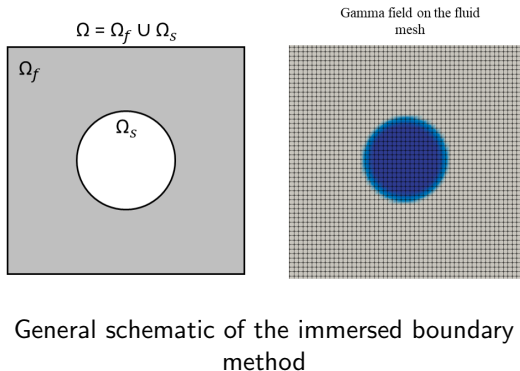 Ω = Ω_f ∪ Ω_s
Ω_f
Ω_s
Gamma field on the fluid
mesh
General schematic of the immersed boundary
method